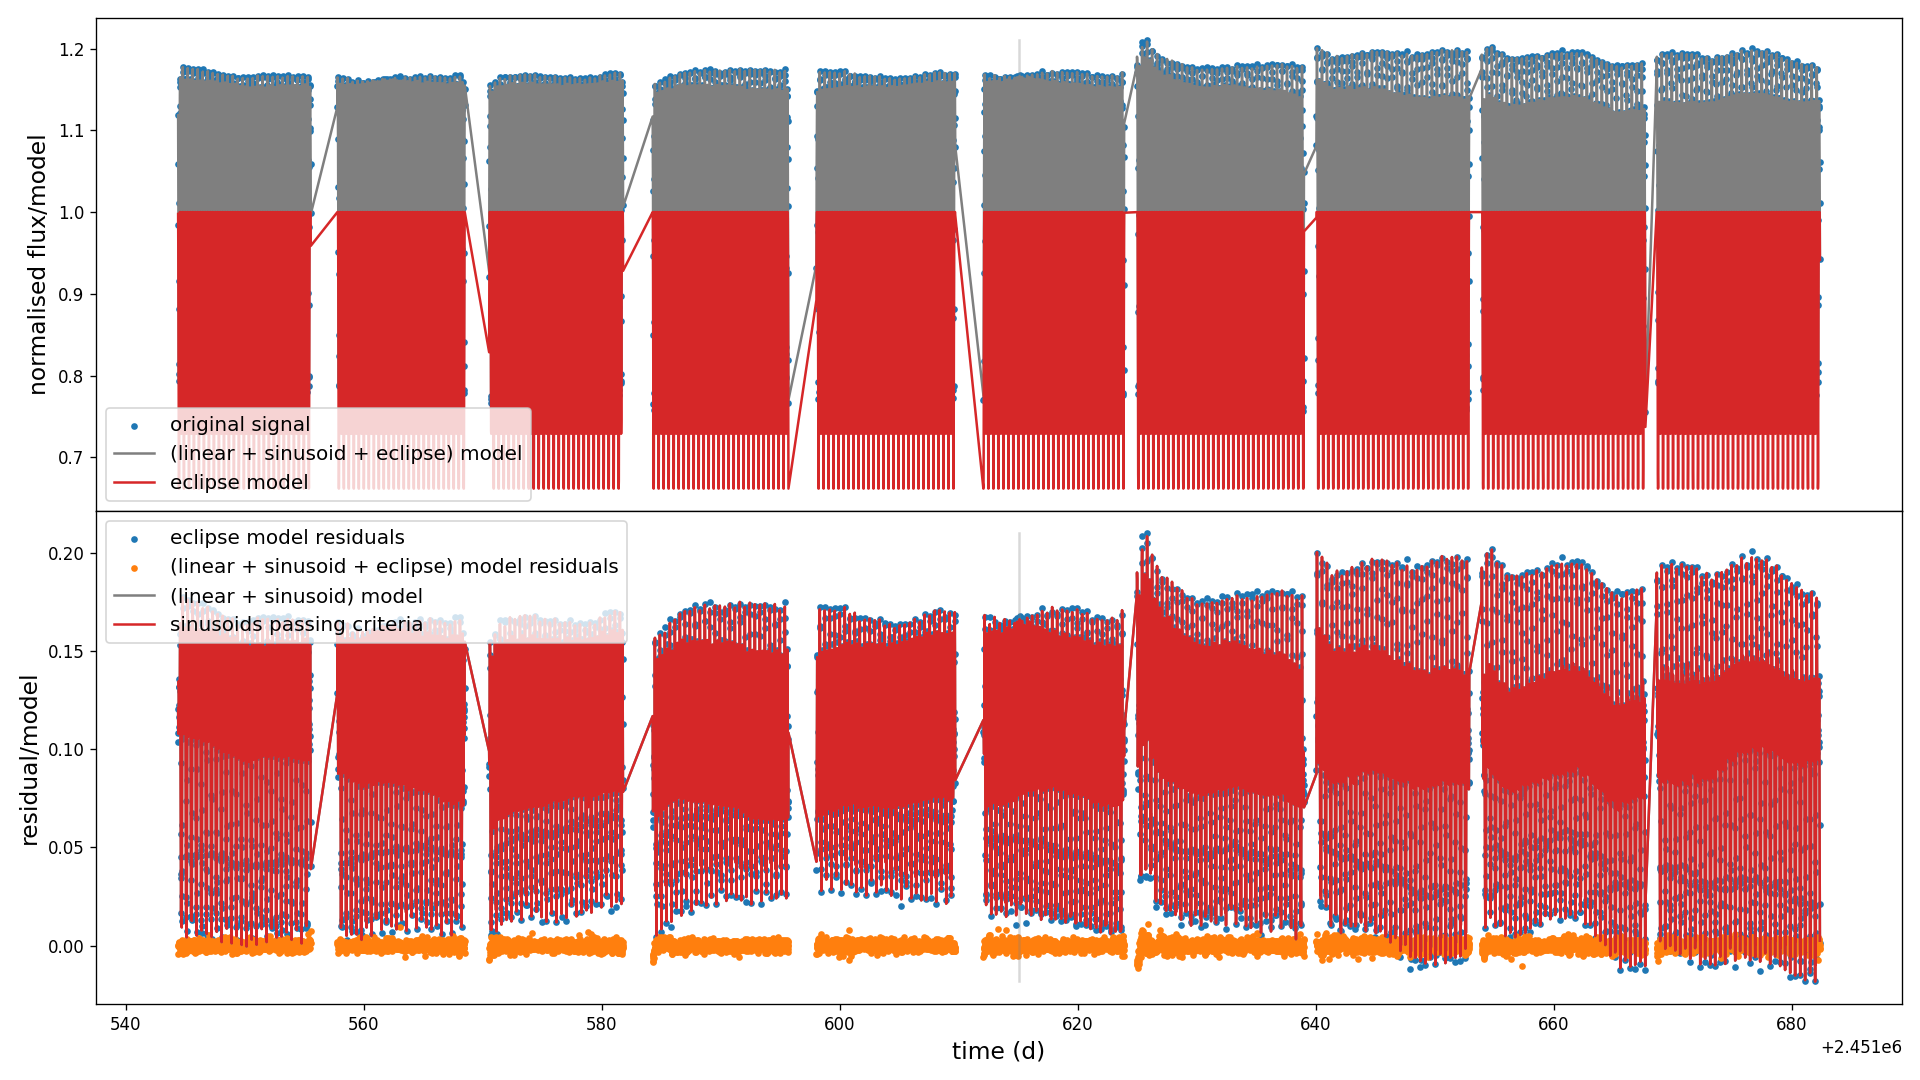 1.2
1.1
1.0
0.9
0.8
0.7
normalised flux/model
original signal
(linear + sinusoid + eclipse) model
eclipse model
eclipse model residuals
(linear + sinusoid + eclipse) model residuals
(linear + sinusoid) model
sinusoids passing criteria
0.20
0.15
0.10
0.05
0.00
residual/model
540
560
580
600
620
640
660
680
time (d)
+2.451e6